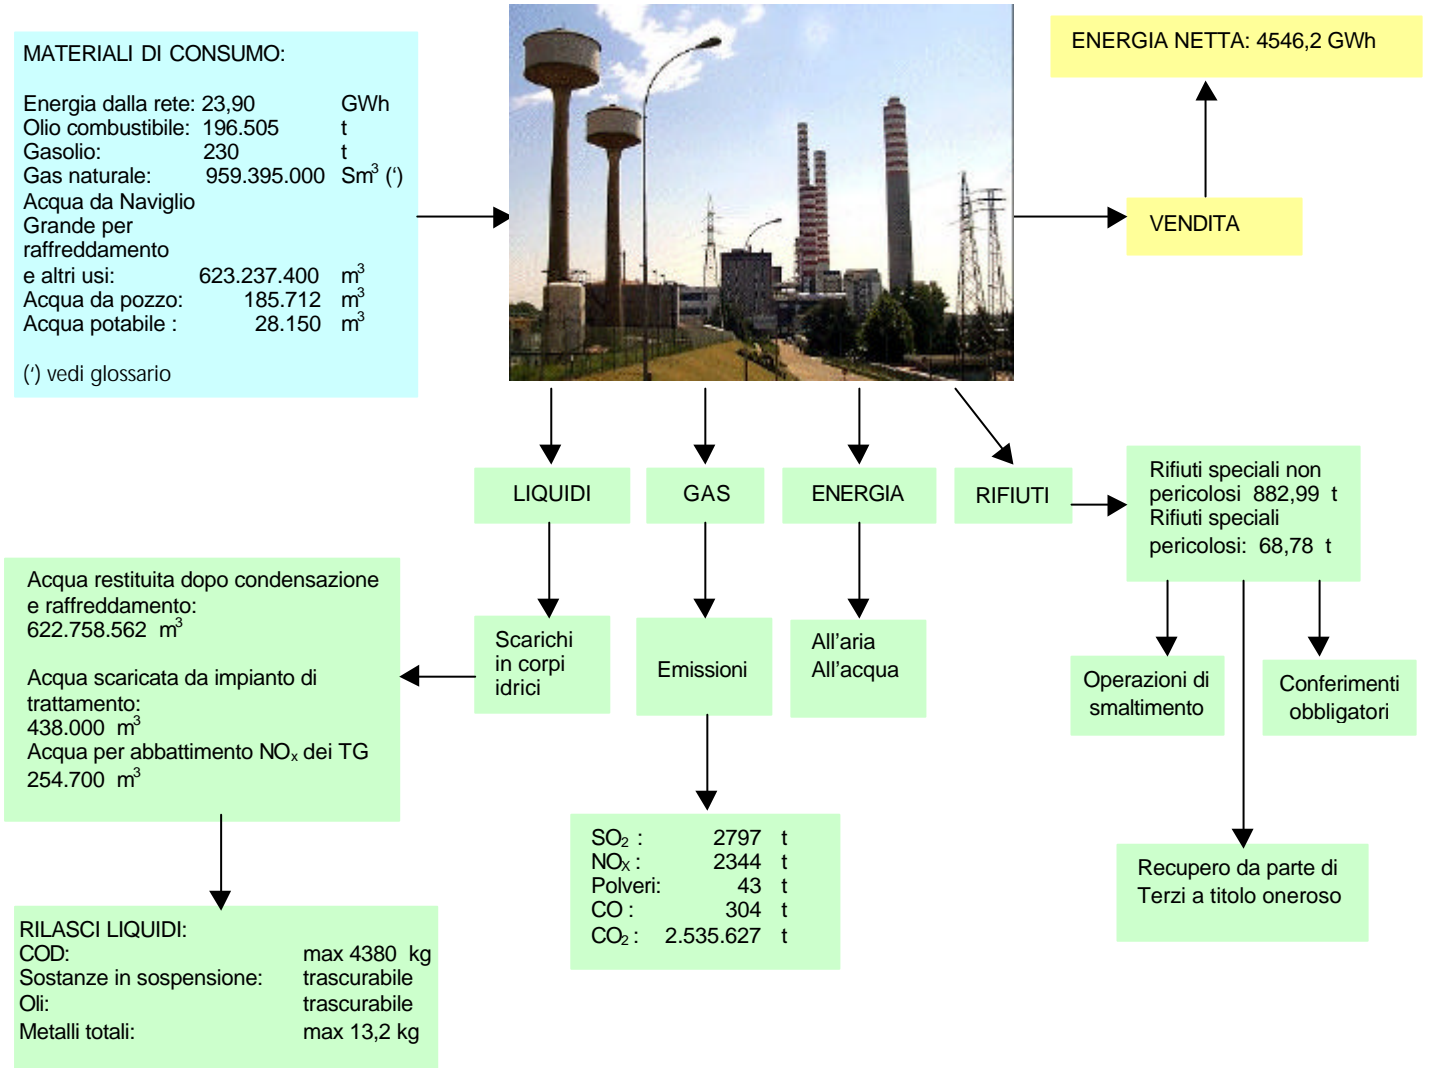 MATERIALI DI CONSUMO:
Energia dalla rete: 23,90 GWh
Olio combustibile: 196.505 t
Gasolio: 230 t
Gas naturale: 959.395.000 Sm³ (‘)
Acqua da Naviglio
Grande per
raffreddamento
e altri usi: 623.237.400 m³
Acqua da pozzo: 185.712 m³
Acqua potabile : 28.150 m³
(‘) vedi glossario
ENERGIA NETTA: 4546,2 GWh
VENDITA
LIQUIDI
GAS
ENERGIA
RIFIUTI
Rifiuti speciali non
pericolosi 882,99 t
Rifiuti speciali
pericolosi: 68,78 t
Acqua restituita dopo condensazione
e raffreddamento:
622.758.562 m³
Acqua scaricata da impianto di
trattamento:
438.000 m³
Acqua per abbattimento NOₓ dei TG
254.700 m³
Scarichi
in corpi
idrici
Emissioni
All’aria
All’acqua
Operazioni di
smaltimento
Conferimenti
obbligatori
SO₂ : 2797 t
NOₓ : 2344 t
Polveri: 43 t
CO : 304 t
CO₂ : 2.535.627 t
Recupero da parte di
Terzi a titolo oneroso
RILASCI LIQUIDI:
COD: max 4380 kg
Sostanze in sospensione: trascurabile
Oli: trascurabile
Metalli totali: max 13,2 kg